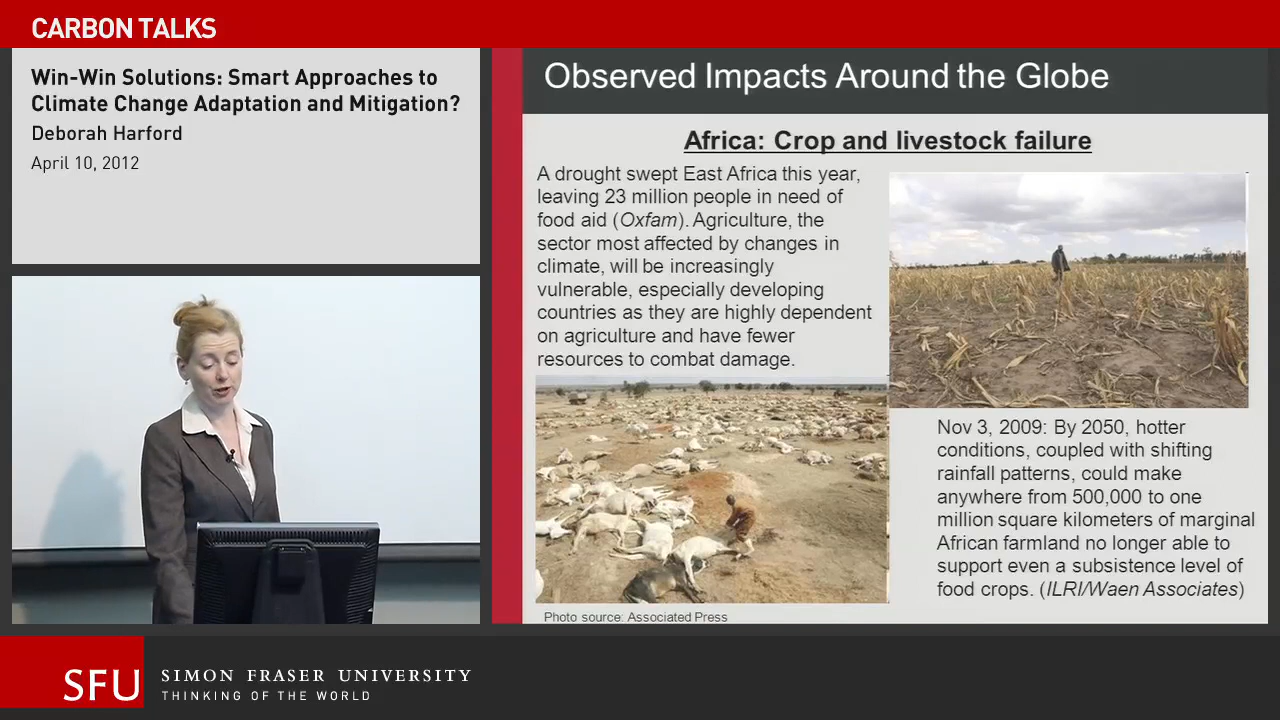 CARBON TALKS
Win-Win Solutions: Smart Approaches to
Climate Change Adaptation and Mitigation?
Deborah Harford
April 10, 2012
Observed Impacts Around the Globe
Africa: Crop and livestock failure
A drought swept East Africa this year,
leaving 23 million people in need of
food aid (Oxfam). Agriculture, the
sector most affected by changes in
climate, will be increasingly
vulnerable, especially developing
countries as they are highly dependent
on agriculture and have fewer
resources to combat damage.
Nov 3, 2009: By 2050, hotter
conditions, coupled with shifting
rainfall patterns, could make
anywhere from 500,000 to one
million square kilometers of marginal
African farmland no longer able to
support even a subsistence level of
food crops. (ILRI/Waen Associates)
Photo source: Associated Press
SFU
SIMON FRASER UNIVERSITY
THINKING OF THE WORLD